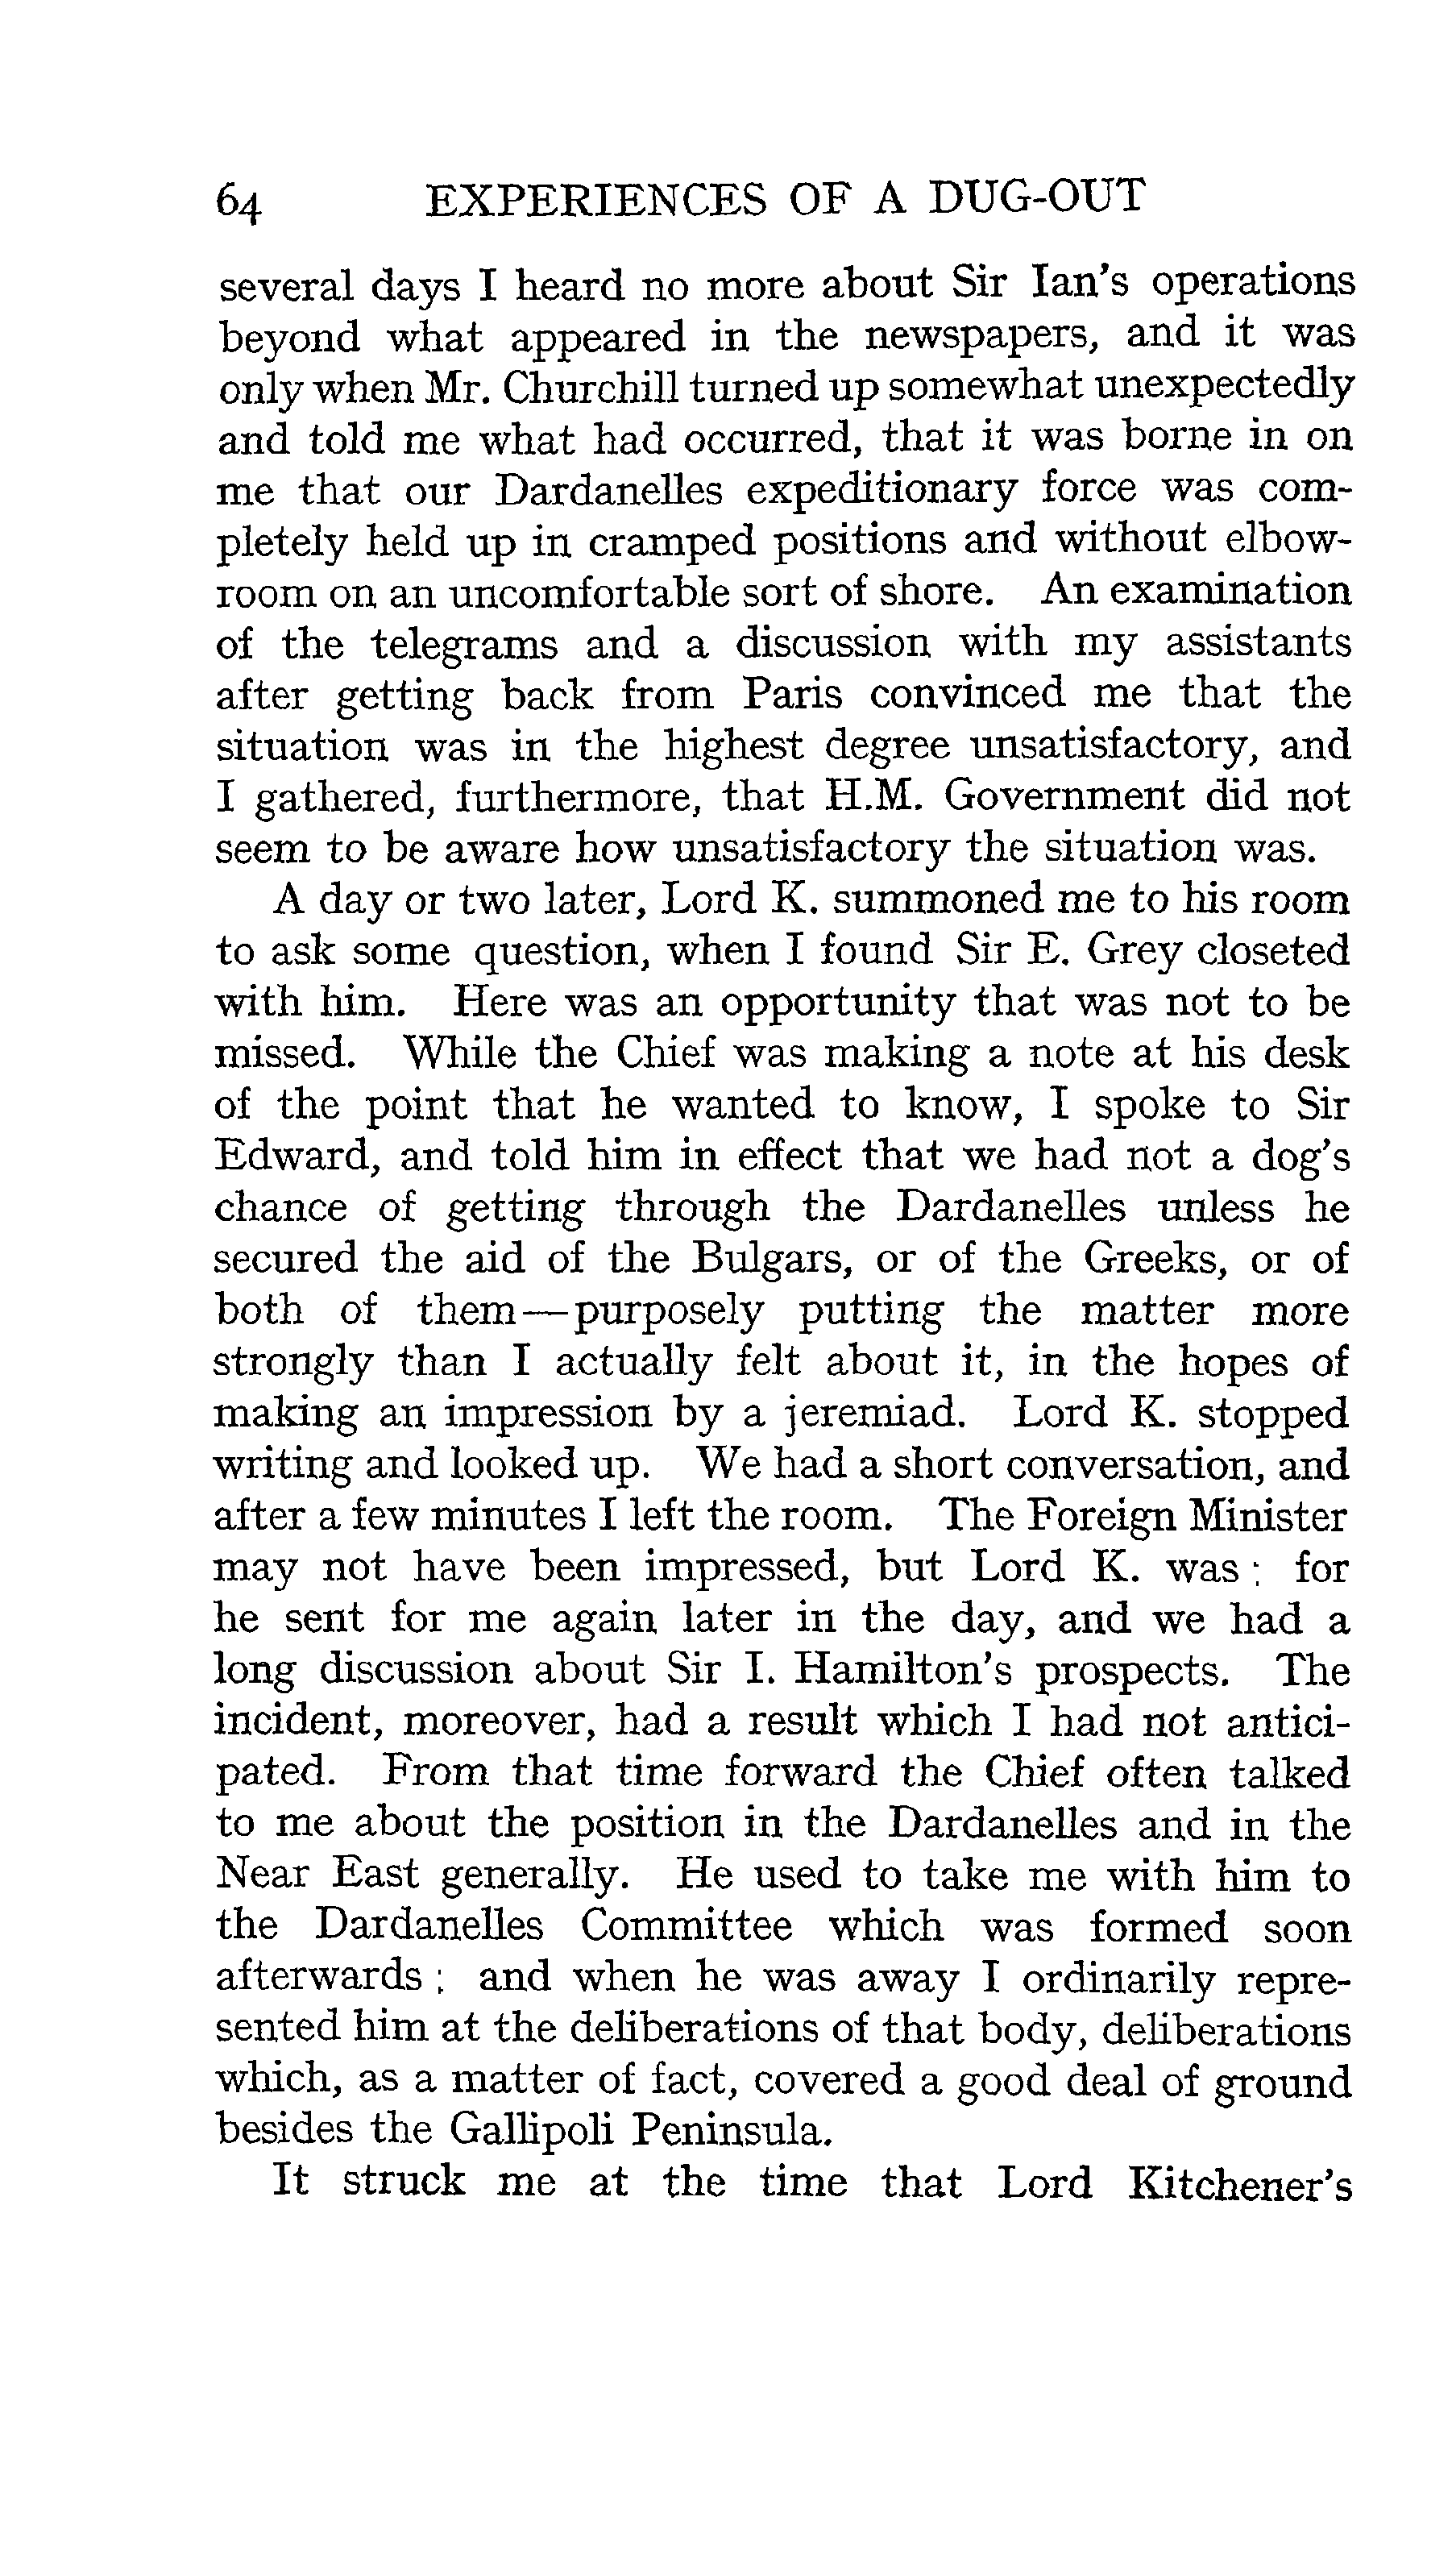 64 EXPERIENCES OF A DUG-OUT
several days I heard no more about Sir Ian's operations
beyond what appeared in the newspapers, and it was
only when Mr. Churchill turned up somewhat unexpectedly
and told me what had occurred, that it was borne in on
me that our Dardanelles expeditionary force was com-
pletely held up in cramped positions and without elbow-
room on an uncomfortable sort of shore. An examination
of the telegrams and a discussion with my assistants
after getting back from Paris convinced me that the
situation was in the highest degree unsatisfactory, and
I gathered, furthermore, that H.M. Government did not
seem to be aware how unsatisfactory the situation was.
A day or two later, Lord K. summoned me to his room
to ask some question, when I found Sir E. Grey closeted
with him. Here was an opportunity that was not to be
missed. While the Chief was making a note at his desk
of the point that he wanted to know, I spoke to Sir
Edward, and told him in effect that we had not a dog's
chance of getting through the Dardanelles unless he
secured the aid of the Bulgars, or of the Greeks, or of
both of them—purposely putting the matter more
strongly than I actually felt about it, in the hopes of
making an impression by a jeremiad. Lord K. stopped
writing and looked up. We had a short conversation, and
after a few minutes I left the room. The Foreign Minister
may not have been impressed, but Lord K. was; for
he sent for me again later in the day, and we had a
long discussion about Sir I. Hamilton's prospects. The
incident, moreover, had a result which I had not antici-
pated. From that time forward the Chief often talked
to me about the position in the Dardanelles and in the
Near East generally. He used to take me with him to
the Dardanelles Committee which was formed soon
afterwards; and when he was away I ordinarily repre-
sented him at the deliberations of that body, deliberations
which, as a matter of fact, covered a good deal of ground
besides the Gallipoli Peninsula.
It struck me at the time that Lord Kitchener's